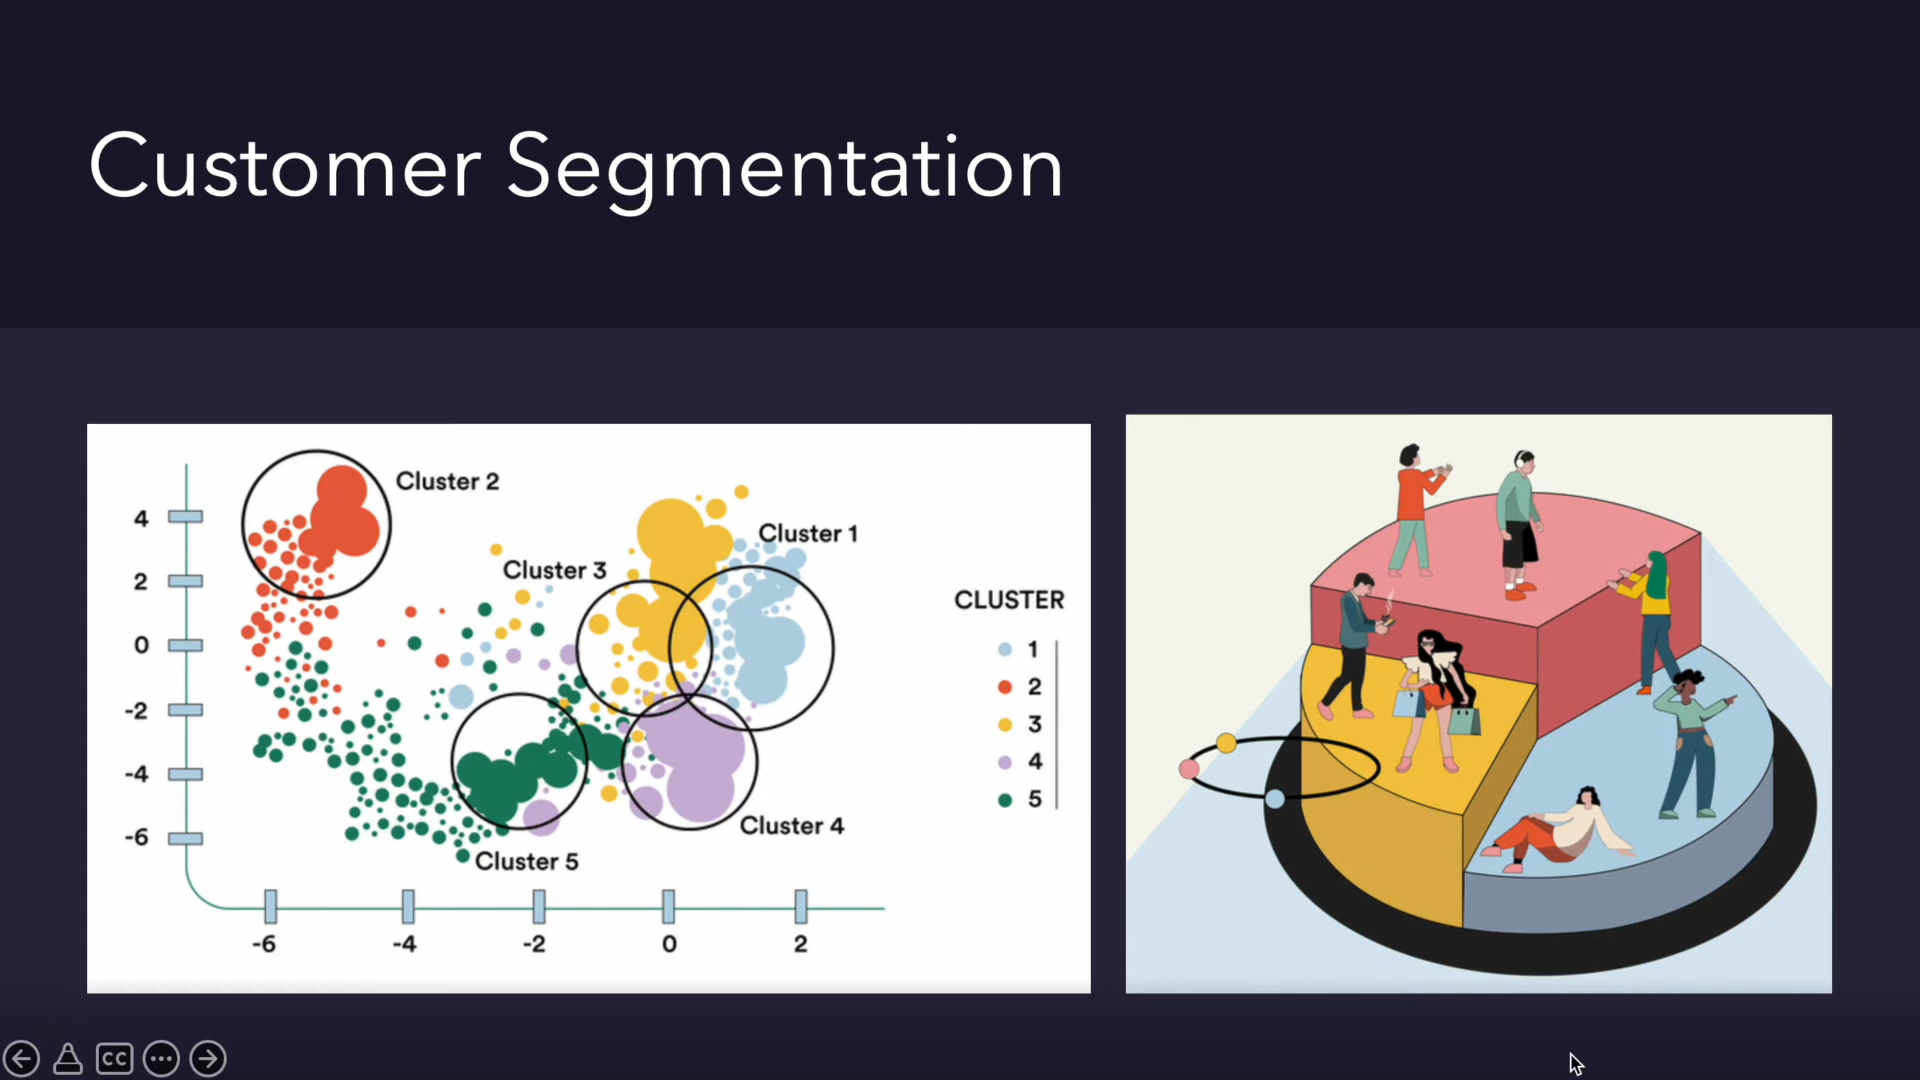 Customer Segmentation
Cluster 2
Cluster 1
Cluster 3
Cluster 4
Cluster 5
4
2
0
-2
-4
-6
-6
-4
-2
0
2
CLUSTER
1
2
3
4
5
CC